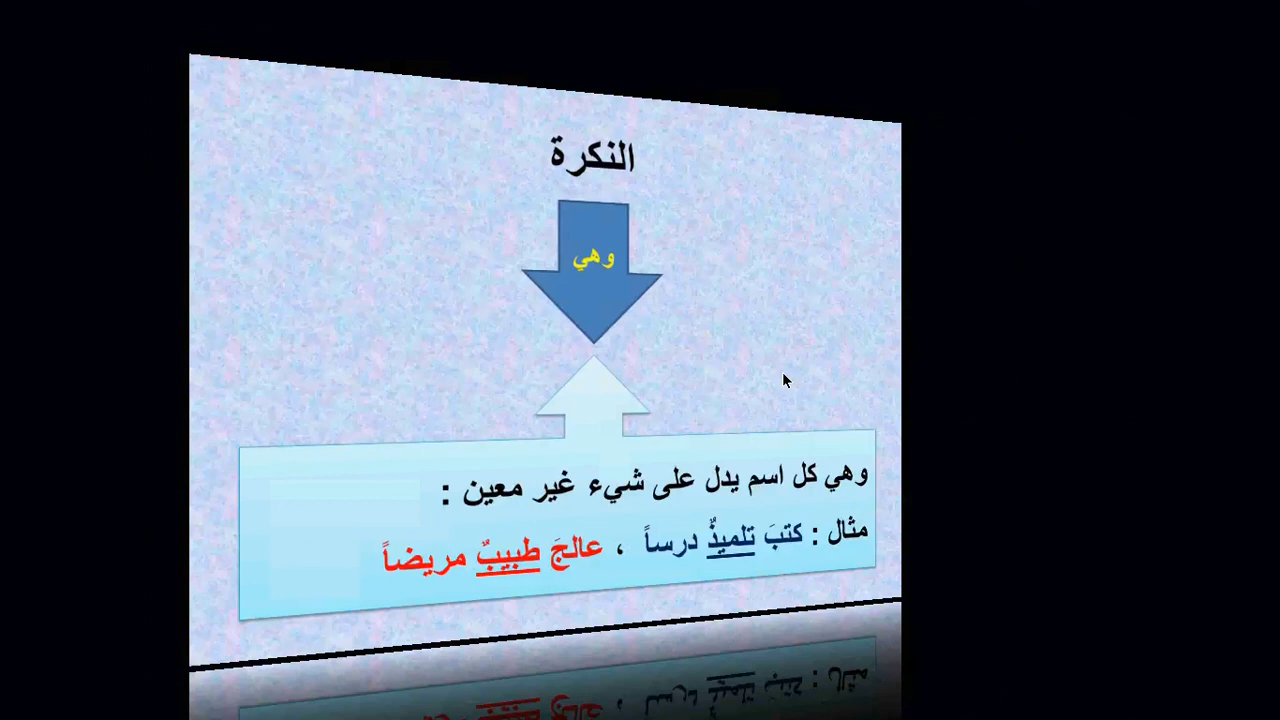 النكرة
وهي
وهي كل اسم يدل على شيء غير معين :
مثال : كتبَ تلميذٌ درساً ، عالجَ طبيبٌ مريضاً